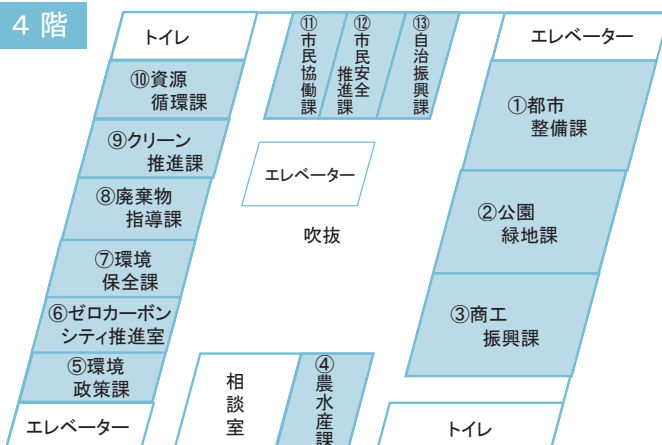 4階
トイレ
⑪市民協働課
⑫市民安全
推進課
⑬自治振興課
エレベーター
⑩資源
循環課
①都市
整備課
⑨クリーン
推進課
エレベーター
⑧廃棄物
指導課
②公園
緑地課
吹抜
⑦環境
保全課
⑥ゼロカーボン
シティ推進室
③商工
振興課
⑤環境
政策課
相談室
④農水産課
エレベーター
トイレ